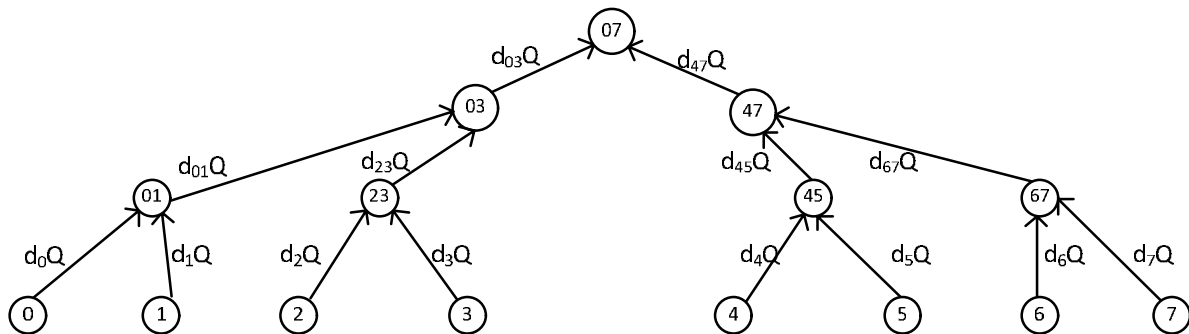 07
d₀₃Q d₄₇Q
03 47
d₀₁Q d₂₃Q d₄₅Q d₆₇Q
01 23 45 67
d₀Q d₁Q d₂Q d₃Q d₄Q d₅Q d₆Q d₇Q
0 1 2 3 4 5 6 7